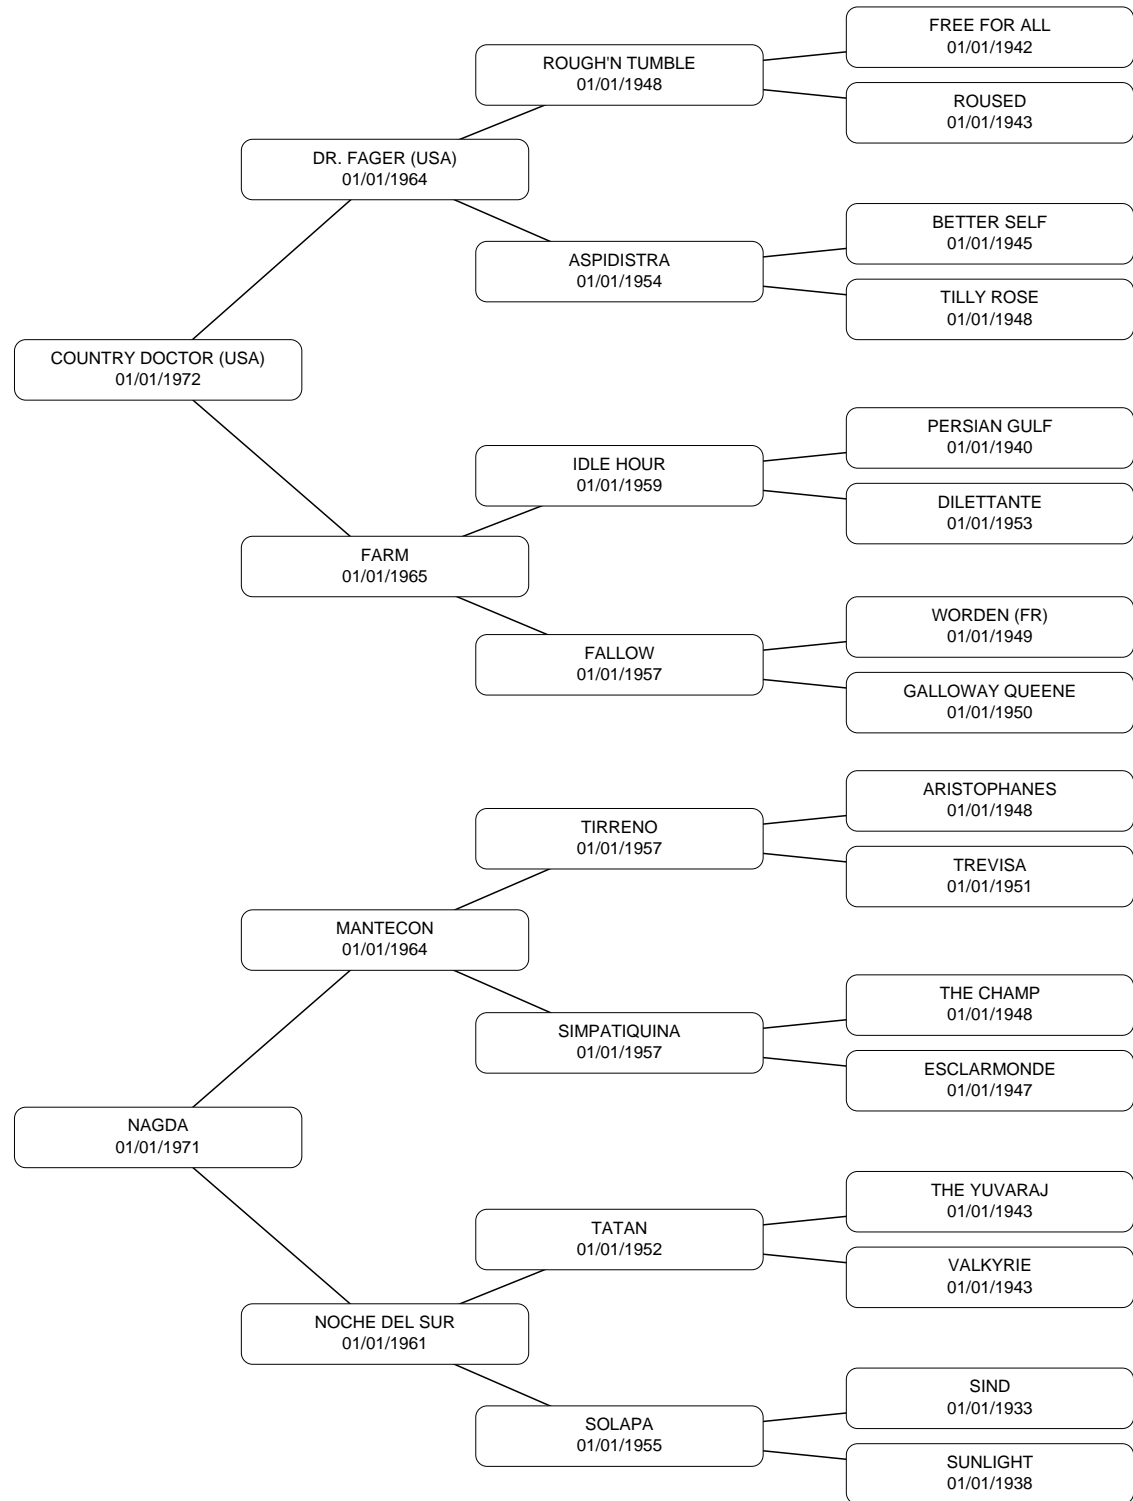 FREE FOR ALL
01/01/1942
ROUGH'N TUMBLE
01/01/1948
ROUSED
01/01/1943
DR. FAGER (USA)
01/01/1964
BETTER SELF
01/01/1945
ASPIDISTRA
01/01/1954
TILLY ROSE
01/01/1948
COUNTRY DOCTOR (USA)
01/01/1972
PERSIAN GULF
01/01/1940
IDLE HOUR
01/01/1959
DILETTANTE
01/01/1953
FARM
01/01/1965
WORDEN (FR)
01/01/1949
FALLOW
01/01/1957
GALLOWAY QUEENE
01/01/1950
ARISTOPHANES
01/01/1948
TIRRENO
01/01/1957
TREVISA
01/01/1951
MANTECON
01/01/1964
THE CHAMP
01/01/1948
SIMPATIQUINA
01/01/1957
ESCLARMONDE
01/01/1947
NAGDA
01/01/1971
THE YUVARAJ
01/01/1943
TATAN
01/01/1952
VALKYRIE
01/01/1943
NOCHE DEL SUR
01/01/1961
SIND
01/01/1933
SOLAPA
01/01/1955
SUNLIGHT
01/01/1938